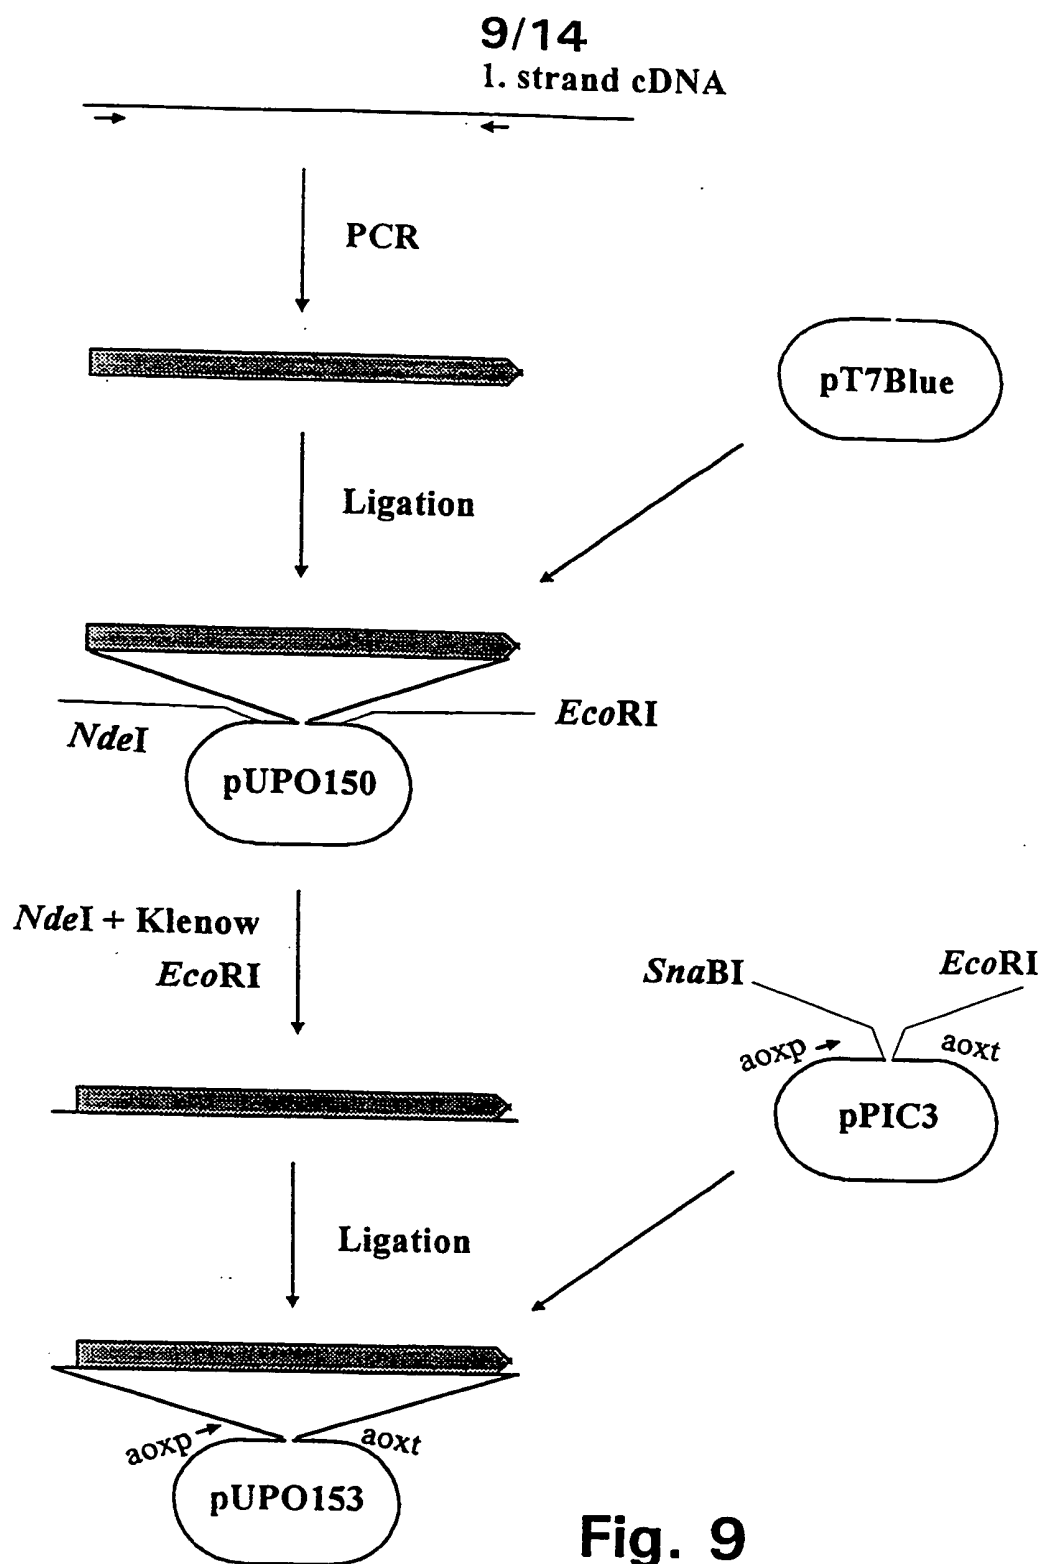 9/14
1. strand cDNA
PCR
pT7Blue
Ligation
NdeI
EcoRI
pUPO150
NdeI + Klenow
EcoRI
SnaBI
EcoRI
aoxp
aoxt
pPIC3
Ligation
aoxp
aoxt
pUPO153
Fig. 9